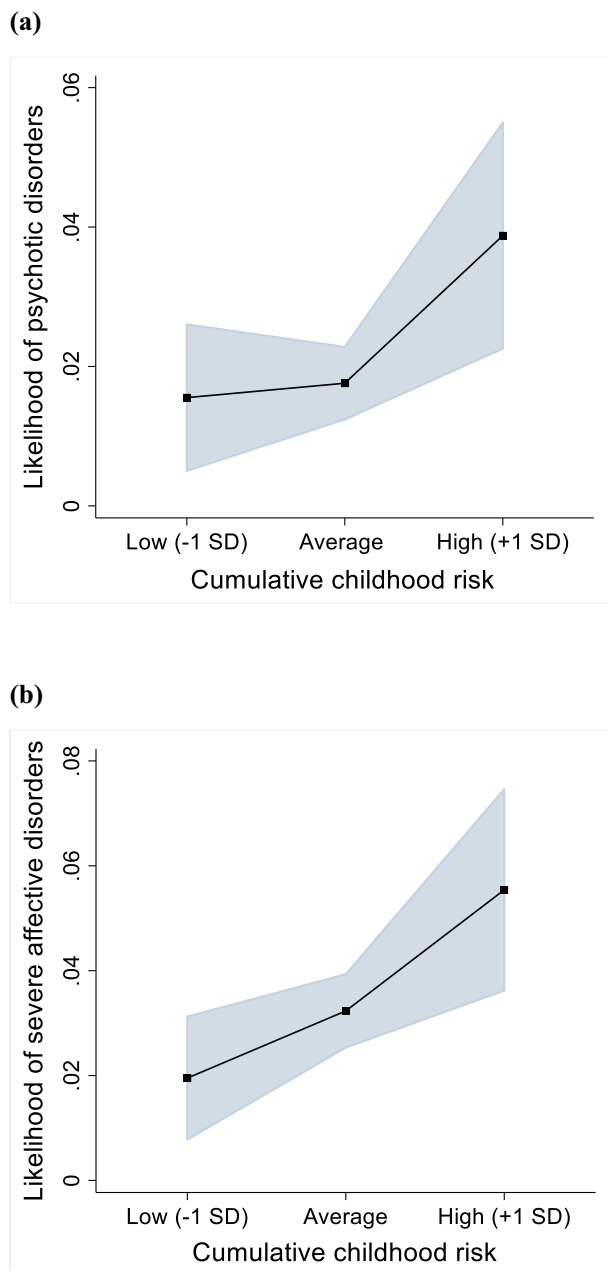 (a)
Likelihood of psychotic disorders
.06
.04
.02
0
Low (-1 SD) Average High (+1 SD)
Cumulative childhood risk
(b)
Likelihood of severe affective disorders
.08
.06
.04
.02
0
Low (-1 SD) Average High (+1 SD)
Cumulative childhood risk